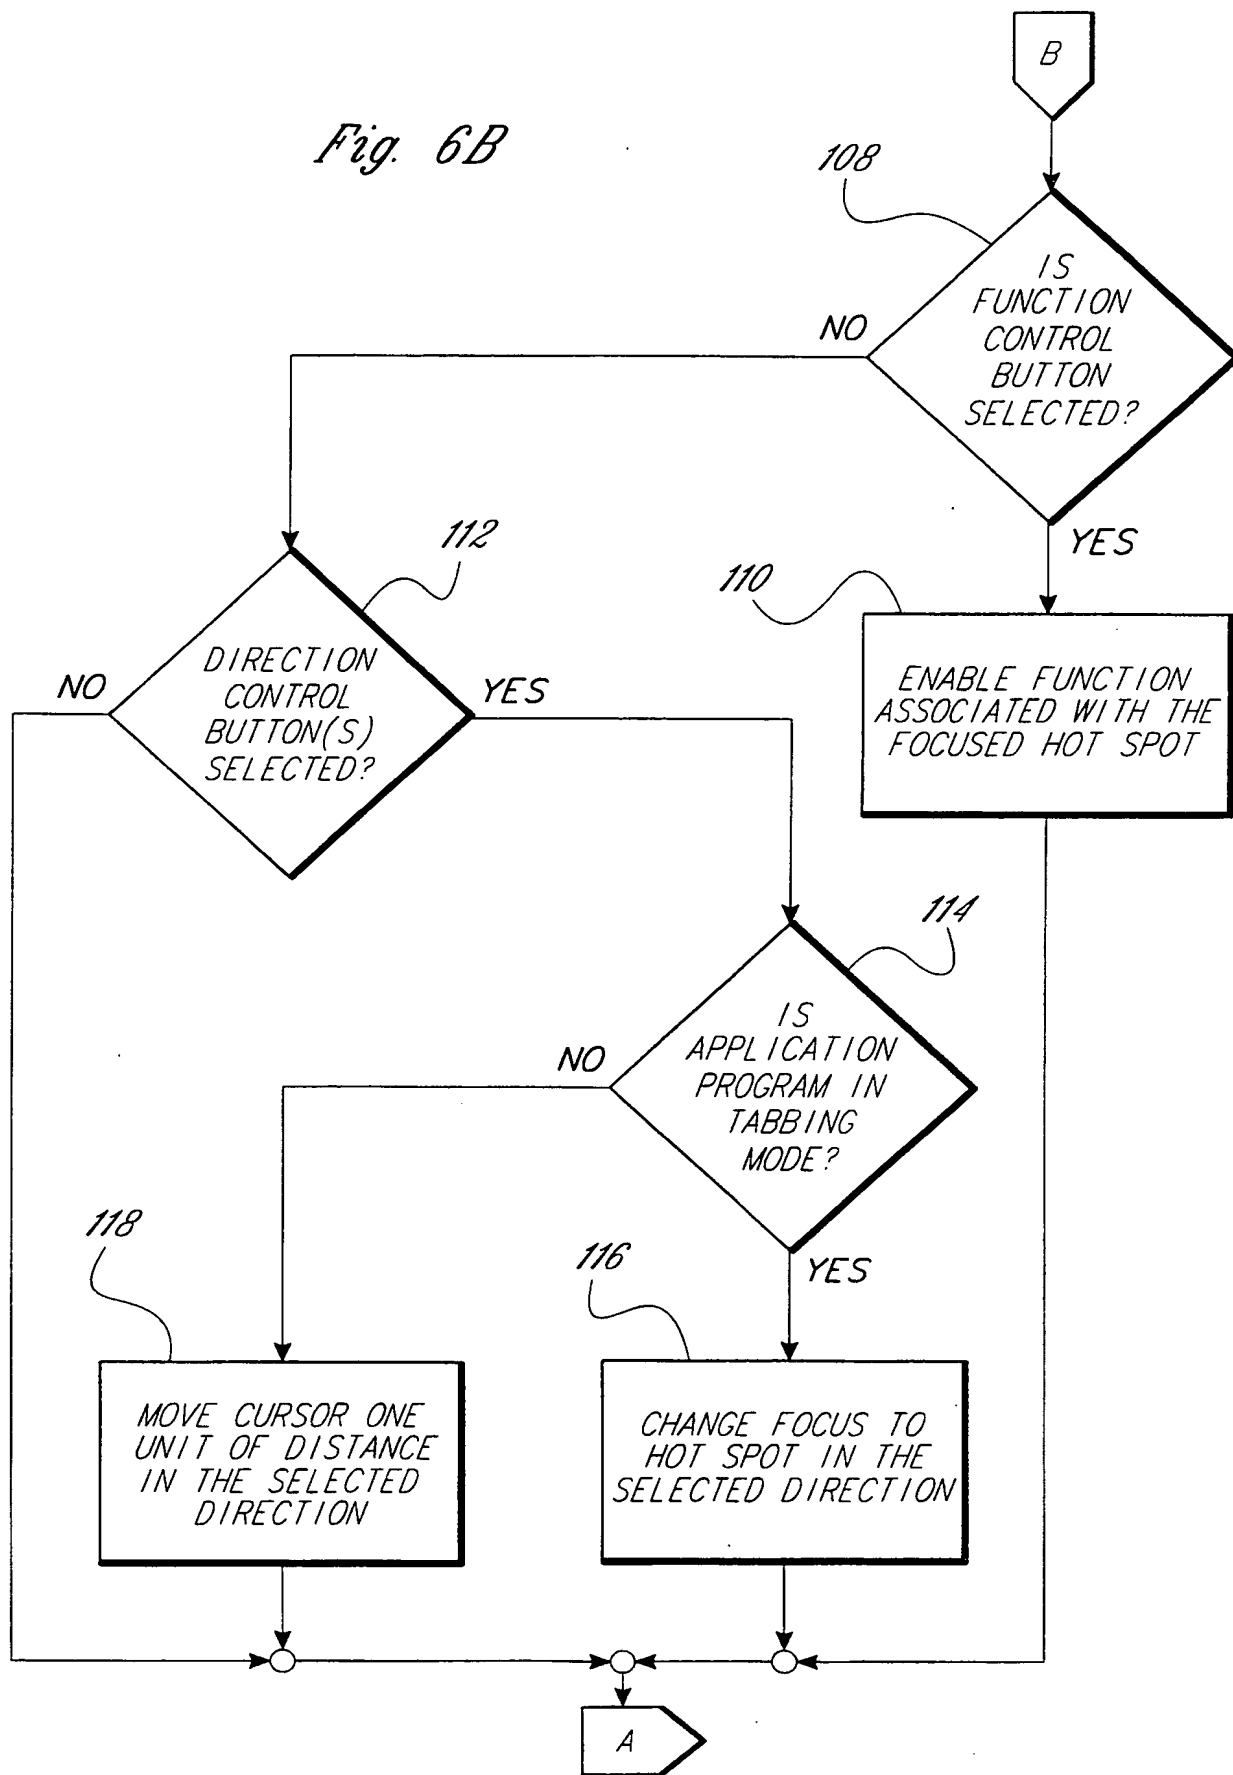 B
Fig. 6B
108
IS
FUNCTION
CONTROL
BUTTON
SELECTED?
NO
YES
112
110
DIRECTION
CONTROL
BUTTON(S)
SELECTED?
NO
YES
ENABLE FUNCTION
ASSOCIATED WITH THE
FOCUSED HOT SPOT
114
IS
APPLICATION
PROGRAM IN
TABBING
MODE?
NO
YES
118
116
MOVE CURSOR ONE
UNIT OF DISTANCE
IN THE SELECTED
DIRECTION
CHANGE FOCUS TO
HOT SPOT IN THE
SELECTED DIRECTION
A